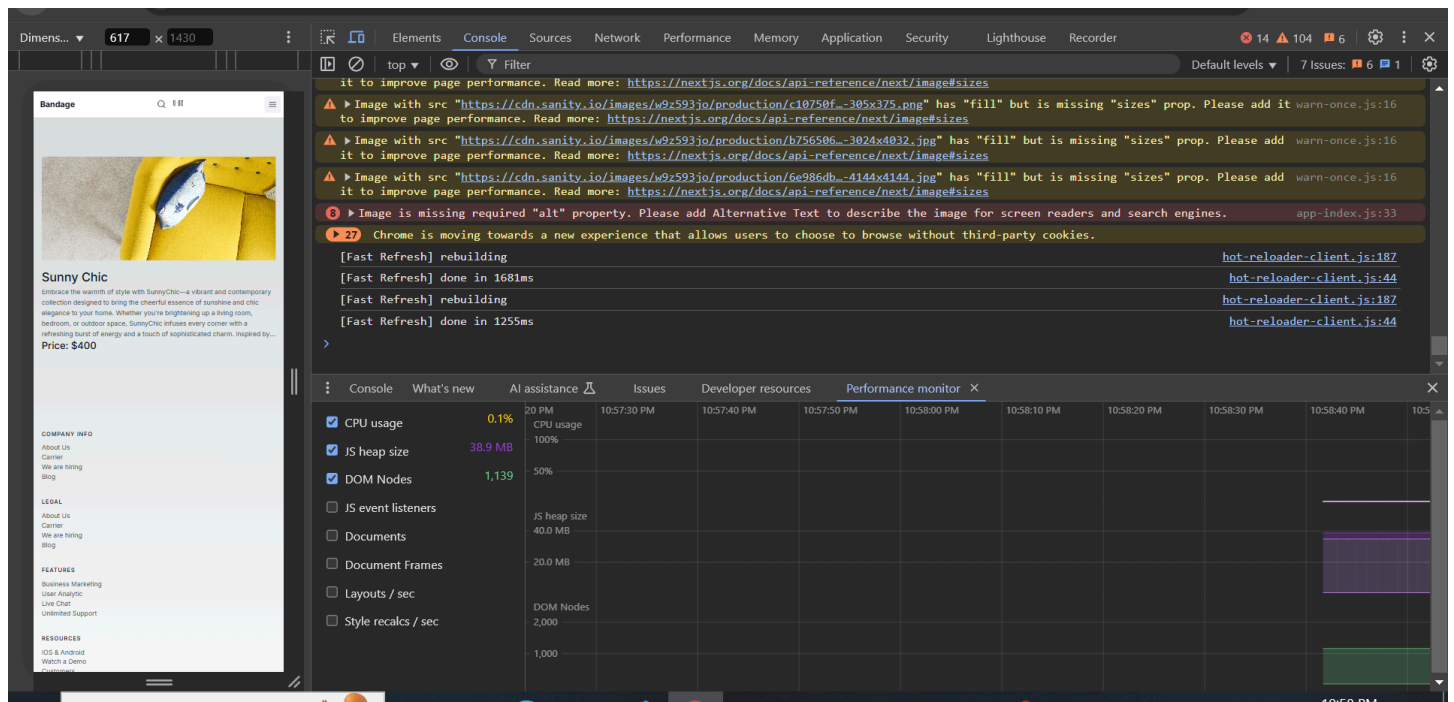 Dimens... ▼ 617 × 1430
Elements Console Sources Network Performance Memory Application Security Lighthouse Recorder 14 104 6
top ▼ Filter Default levels ▼ 7 Issues: 6 1
it to improve page performance. Read more: https://nextjs.org/docs/api-reference/next/image#sizes
Image with src "https://cdn.sanity.io/images/w9z593jo/production/c10750f…-305x375.png" has "fill" but is missing "sizes" prop. Please add it warn-once.js:16
to improve page performance. Read more: https://nextjs.org/docs/api-reference/next/image#sizes
Image with src "https://cdn.sanity.io/images/w9z593jo/production/b756506…-3024x4032.jpg" has "fill" but is missing "sizes" prop. Please add warn-once.js:16
it to improve page performance. Read more: https://nextjs.org/docs/api-reference/next/image#sizes
Image with src "https://cdn.sanity.io/images/w9z593jo/production/6e986db…-4144x4144.jpg" has "fill" but is missing "sizes" prop. Please add warn-once.js:16
it to improve page performance. Read more: https://nextjs.org/docs/api-reference/next/image#sizes
8 Image is missing required "alt" property. Please add Alternative Text to describe the image for screen readers and search engines. app-index.js:33
27 Chrome is moving towards a new experience that allows users to choose to browse without third-party cookies.
[Fast Refresh] rebuilding hot-reloader-client.js:187
[Fast Refresh] done in 1681ms hot-reloader-client.js:44
[Fast Refresh] rebuilding hot-reloader-client.js:187
[Fast Refresh] done in 1255ms hot-reloader-client.js:44
Bandage
Sunny Chic
Embrace the warmth of style with SunnyChic—a vibrant and contemporary
collection designed to bring the cheerful essence of sunshine and chic
elegance to your home. Whether you're brightening up a living room,
bedroom, or outdoor space, SunnyChic infuses every corner with a
refreshing burst of energy and a touch of sophisticated charm. Inspired by...
Price: $400
COMPANY INFO
About Us
Carrier
We are hiring
Blog
LEGAL
About Us
Carrier
We are hiring
Blog
FEATURES
Business Marketing
User Analytic
Live Chat
Unlimited Support
RESOURCES
IOS & Android
Watch a Demo
Customers
Console What's new AI assistance Issues Developer resources Performance monitor
CPU usage 0.1%
JS heap size 38.9 MB
DOM Nodes 1,139
JS event listeners
Documents
Document Frames
Layouts / sec
Style recalcs / sec
20 PM 10:57:30 PM 10:57:40 PM 10:57:50 PM 10:58:00 PM 10:58:10 PM 10:58:20 PM 10:58:30 PM 10:58:40 PM 10:5
CPU usage
100%
50%
JS heap size
40.0 MB
20.0 MB
DOM Nodes
2,000
1,000